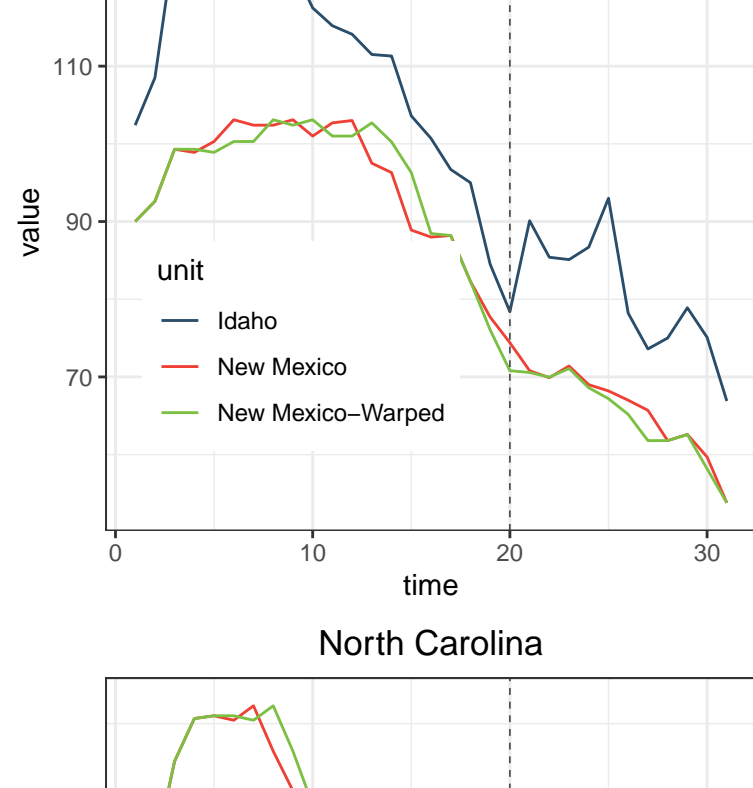 110
90
70
value
unit
Idaho
New Mexico
New Mexico−Warped
0 10 20 30
time
North Carolina